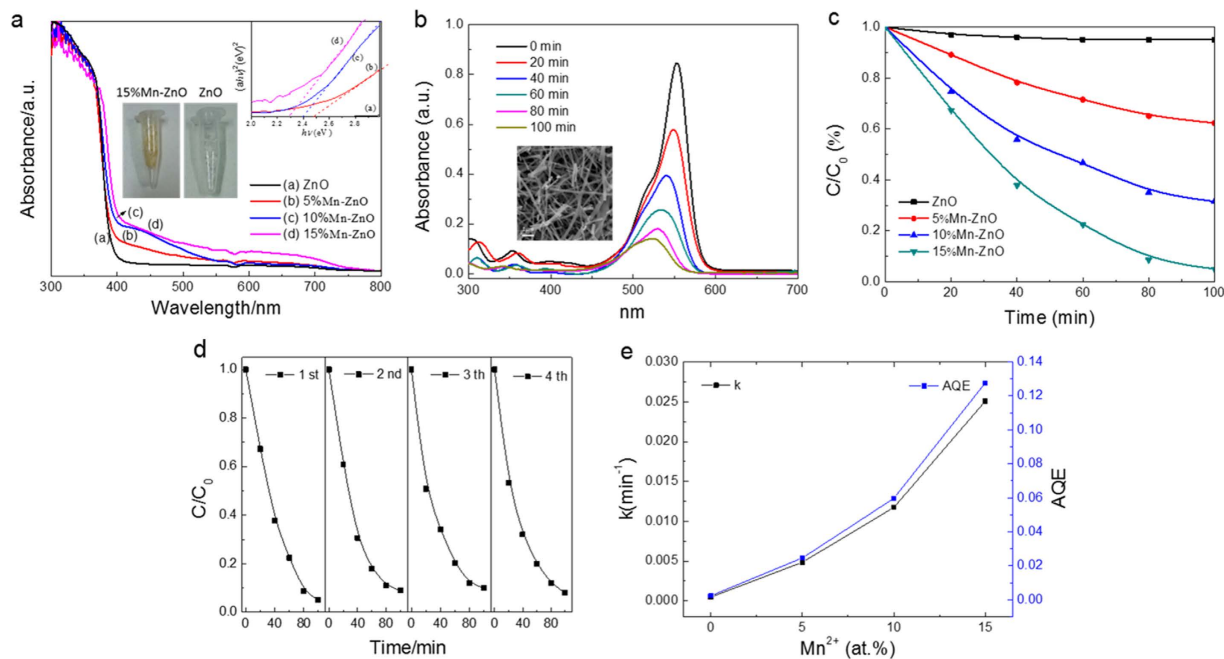 a
Absorbance/a.u.
Wavelength/nm
300 400 500 600 700 800
15%Mn-ZnO ZnO
(a) ZnO
(b) 5%Mn-ZnO
(c) 10%Mn-ZnO
(d) 15%Mn-ZnO
(a)
(b)
(c)
(d)
(ahν)² (eV)²
hν (eV)
2.0 2.2 2.4 2.6 2.8
(d)
(c)
(b)
(a)
b
Absorbance (a.u.)
1.0
0.8
0.6
0.4
0.2
0.0
0 min
20 min
40 min
60 min
80 min
100 min
300 400 500 600 700
nm
c
C/C₀ (%)
1.0
0.8
0.6
0.4
0.2
0.0
ZnO
5%Mn-ZnO
10%Mn-ZnO
15%Mn-ZnO
0 20 40 60 80 100
Time (min)
d
C/C₀
1.0
0.8
0.6
0.4
0.2
0.0
1 st 2 nd 3 th 4 th
0 40 80 0 40 80 0 40 80 0 40 80
Time/min
e
k(min⁻¹)
0.030
0.025
0.020
0.015
0.010
0.005
0.000
k
AQE
0.14
0.12
0.10
0.08
0.06
0.04
0.02
0.00
AQE
0 5 10 15
Mn²⁺ (at.%)